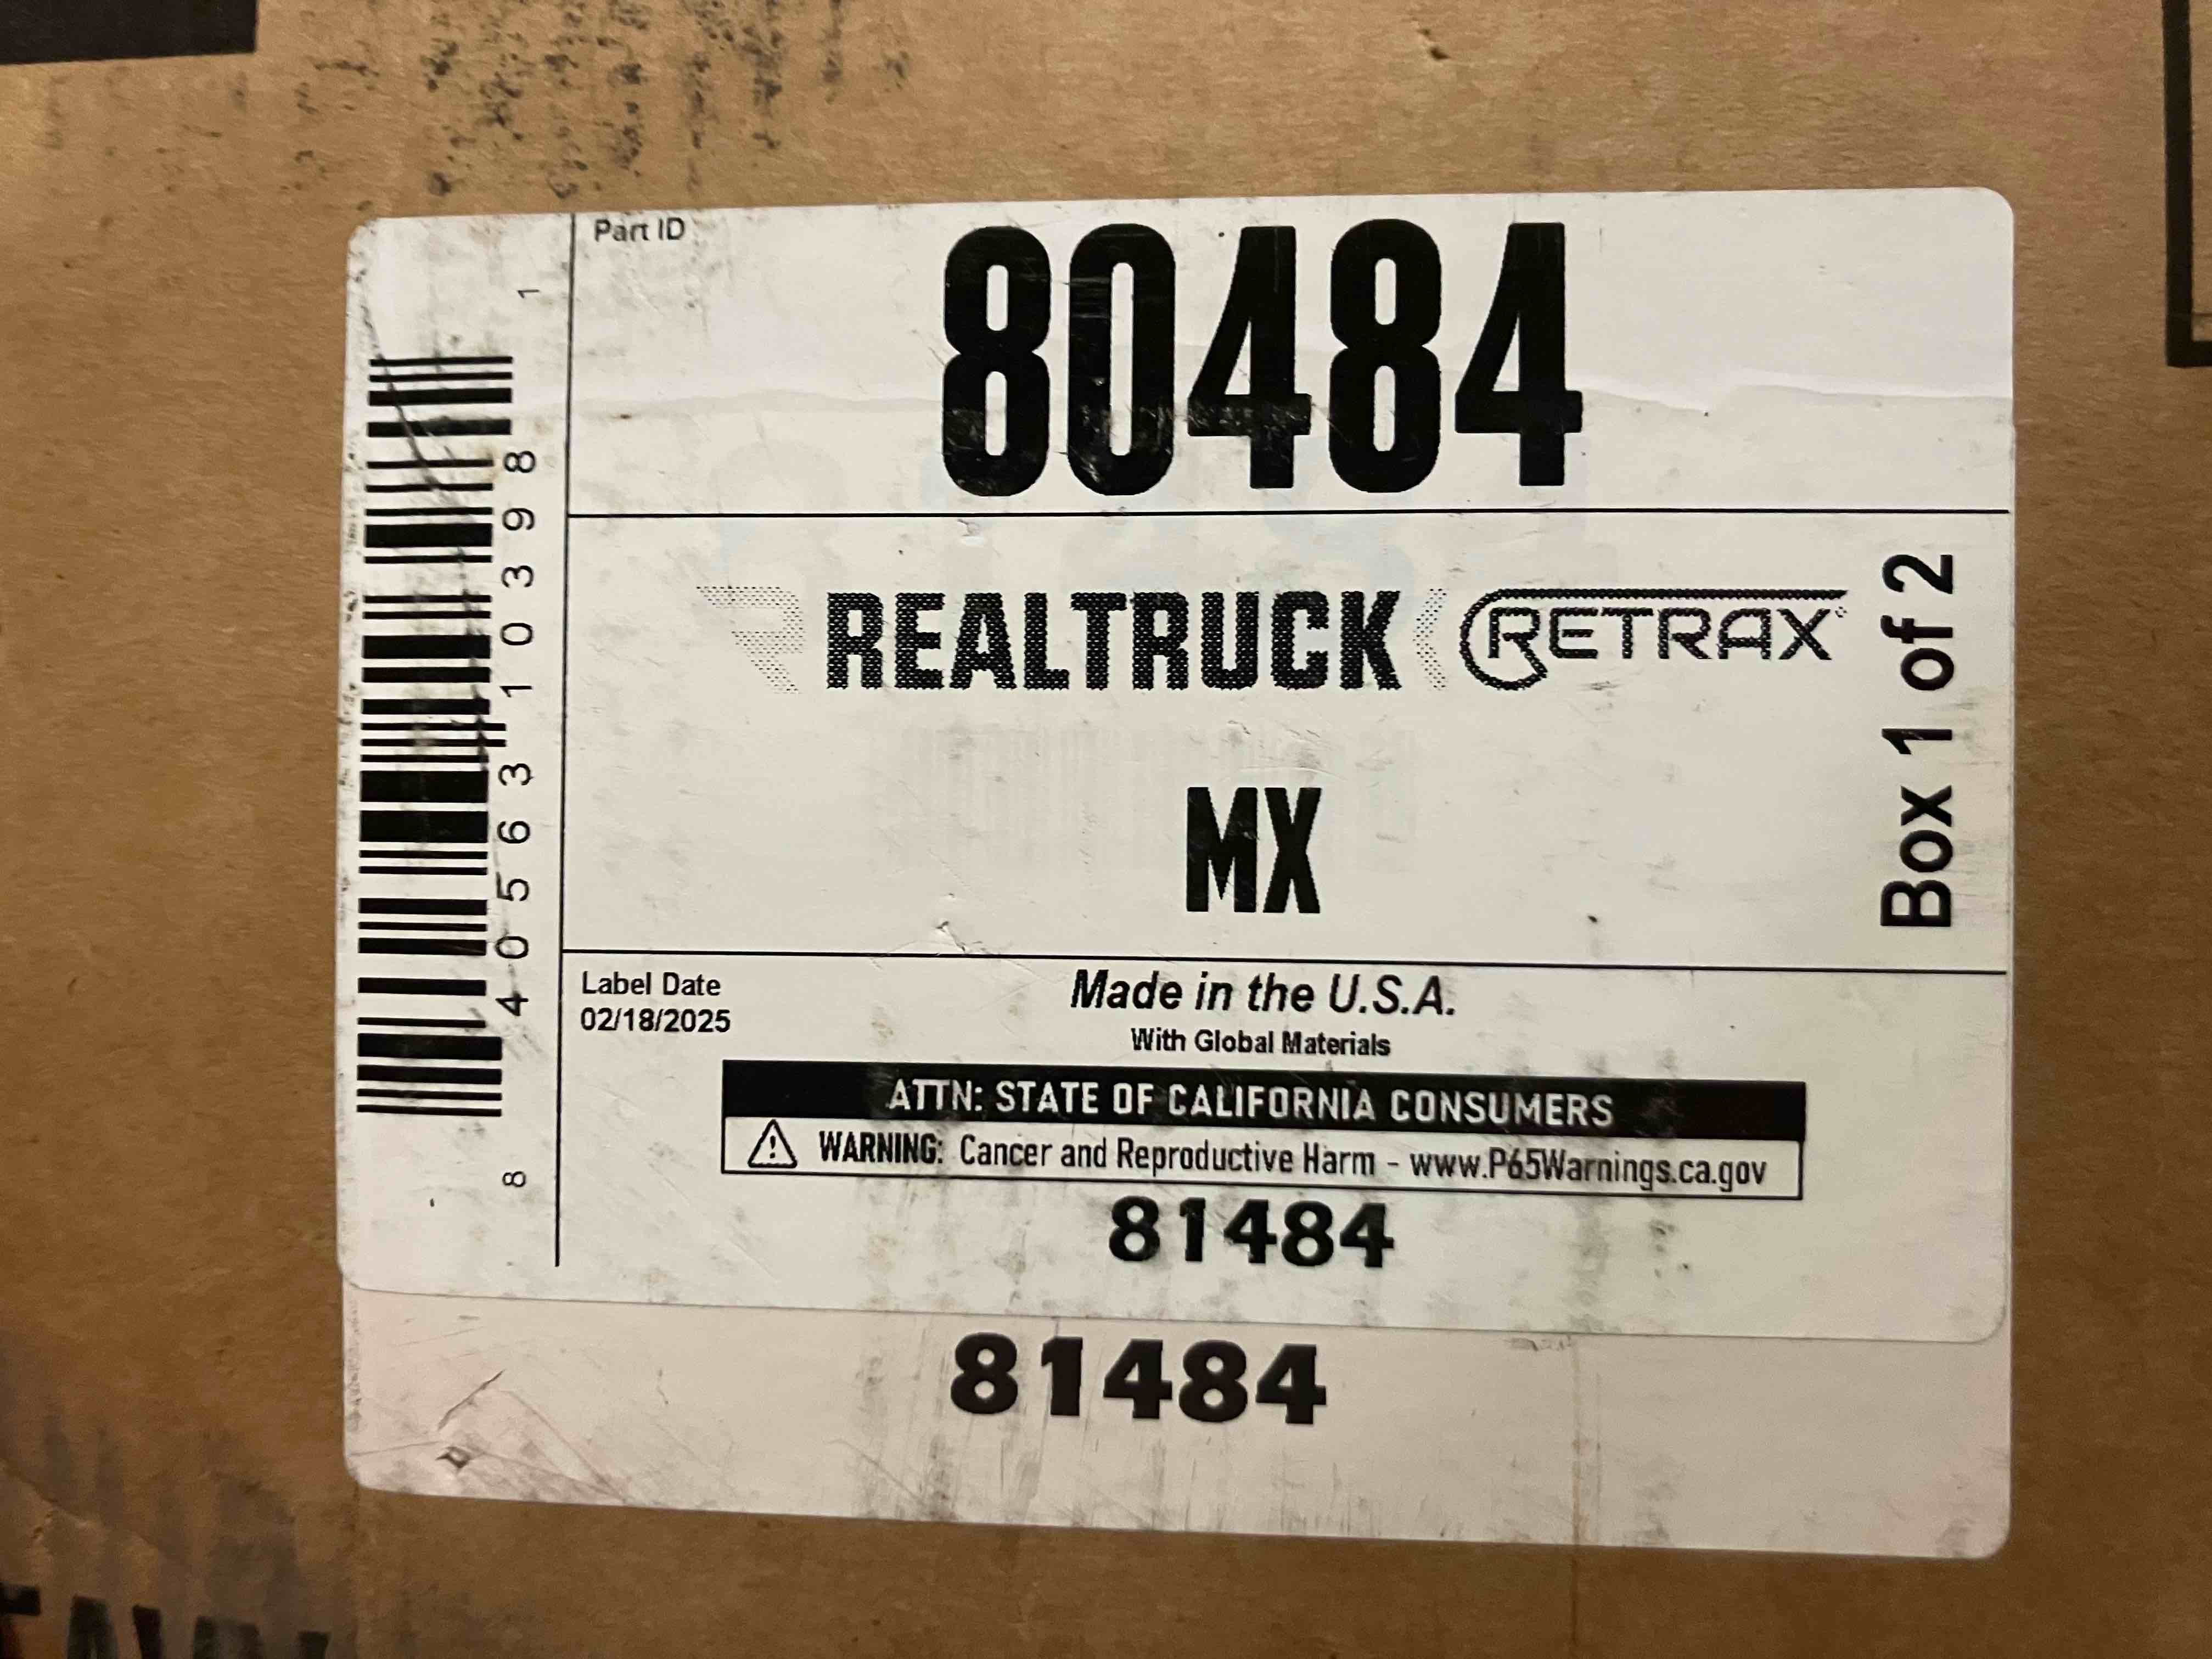 Part ID
80484
REALTRUCK RETRAX
MX
Box 1 of 2
Label Date
02/18/2025
Made in the U.S.A.
With Global Materials
ATTN: STATE OF CALIFORNIA CONSUMERS
WARNING: Cancer and Reproductive Harm - www.P65Warnings.ca.gov
81484
81484
8 40563 10398 1